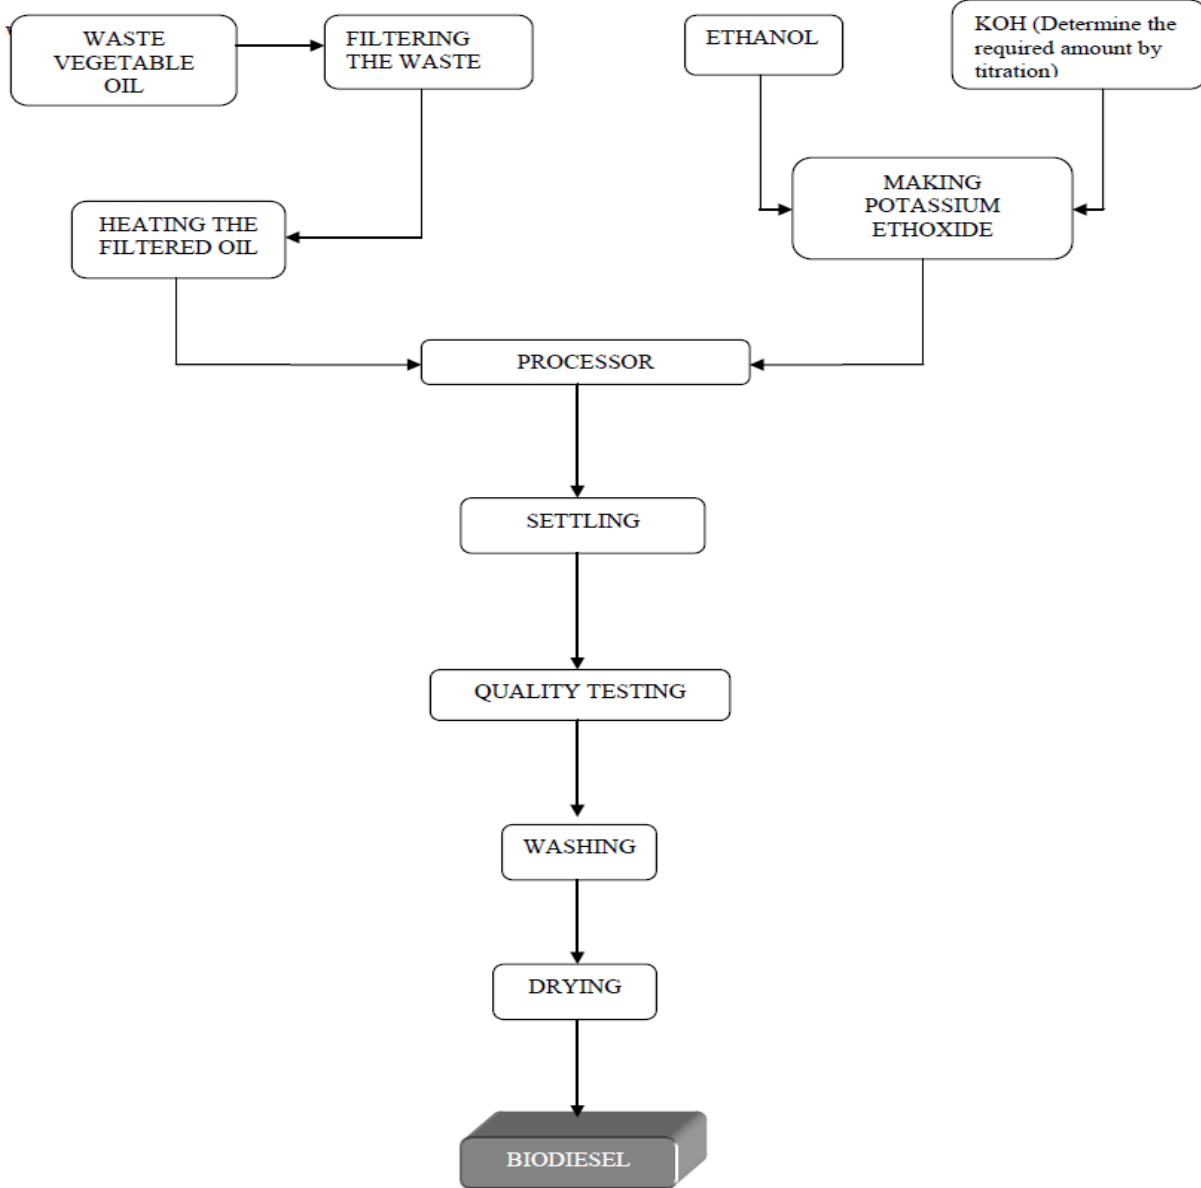 WASTE
VEGETABLE
OIL
FILTERING
THE WASTE
ETHANOL
KOH (Determine the
required amount by
titration)
MAKING
POTASSIUM
ETHOXIDE
HEATING THE
FILTERED OIL
PROCESSOR
SETTLING
QUALITY TESTING
WASHING
DRYING
BIODIESEL